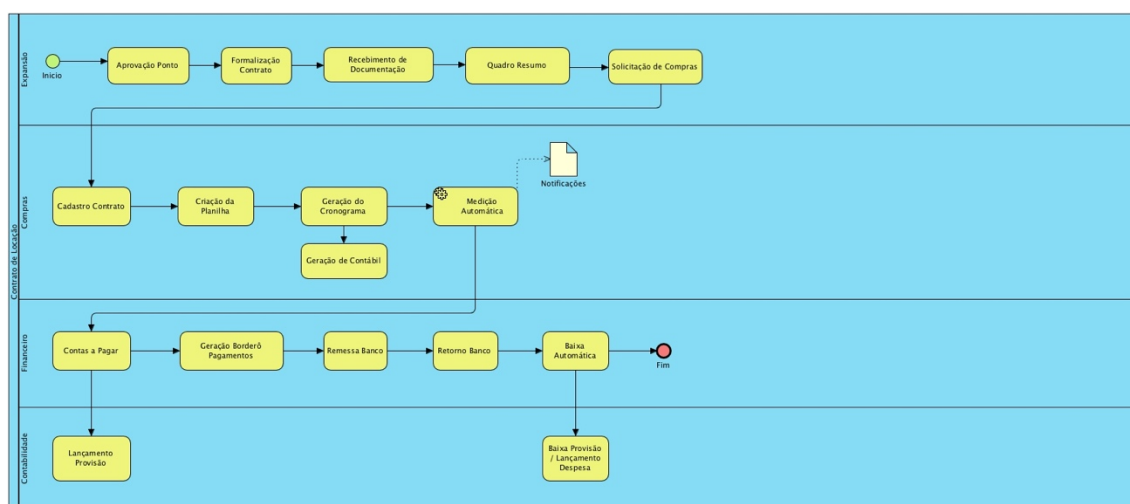 Contrato de Locação
Expansão
Inicio
Aprovação Ponto
Formalização
Contrato
Recebimento de
Documentação
Quadro Resumo
Solicitação de Compras
Compras
Cadastro Contrato
Criação da
Planilha
Geração do
Cronograma
Medição
Automática
Notificações
Geração de Contábil
Financeiro
Contas a Pagar
Geração Borderô
Pagamentos
Remessa Banco
Retorno Banco
Baixa
Automática
Fim
Contabilidade
Lançamento
Provisão
Baixa Provisão
/ Lançamento
Despesa